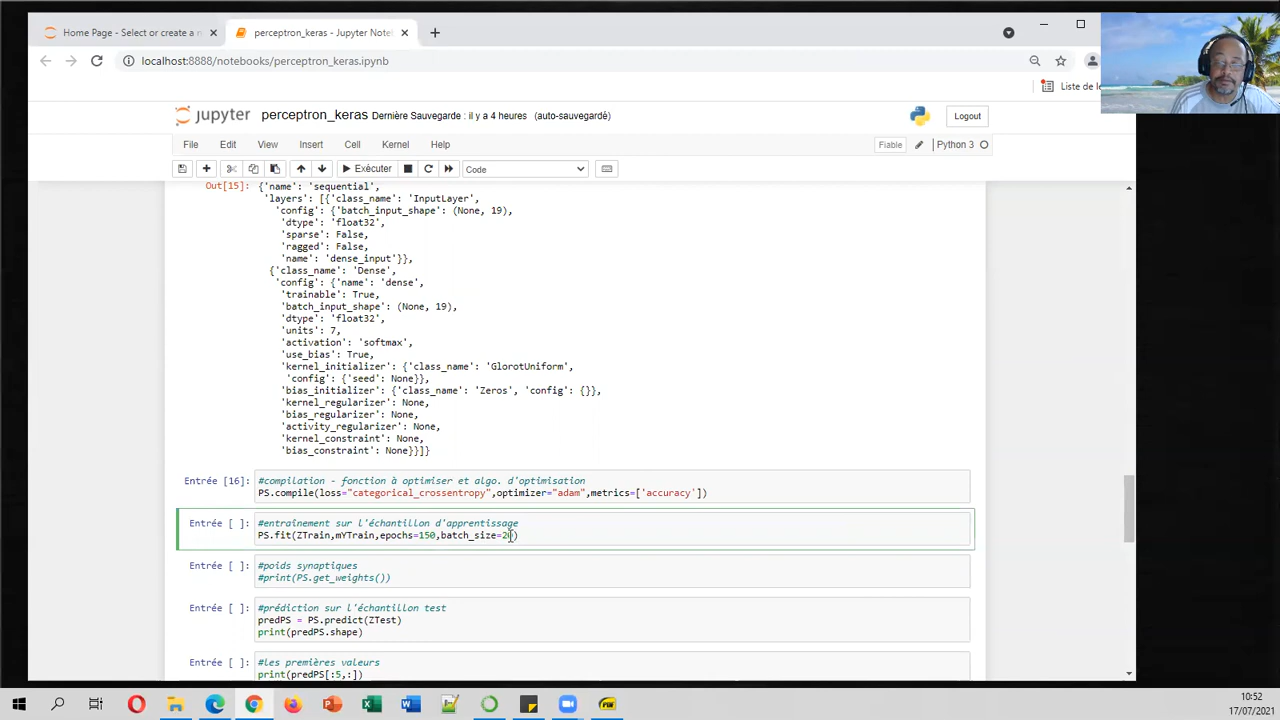 Home Page - Select or create a n
perceptron_keras - Jupyter Note
localhost:8888/notebooks/perceptron_keras.ipynb
Liste de
jupyter perceptron_keras Dernière Sauvegarde : il y a 4 heures (auto-sauvegardé)
Logout
File Edit View Insert Cell Kernel Help
Fiable
Python 3
Exécuter
Code
Out[15]: {'name': 'sequential',
'layers': [{'class_name': 'InputLayer',
'config': {'batch_input_shape': (None, 19),
'dtype': 'float32',
'sparse': False,
'ragged': False,
'name': 'dense_input'}},
{'class_name': 'Dense',
'config': {'name': 'dense',
'trainable': True,
'batch_input_shape': (None, 19),
'dtype': 'float32',
'units': 7,
'activation': 'softmax',
'use_bias': True,
'kernel_initializer': {'class_name': 'GlorotUniform',
'config': {'seed': None}},
'bias_initializer': {'class_name': 'Zeros', 'config': {}},
'kernel_regularizer': None,
'bias_regularizer': None,
'activity_regularizer': None,
'kernel_constraint': None,
'bias_constraint': None}}]}
Entrée [16]: #compilation - fonction à optimiser et algo. d'optimisation
PS.compile(loss="categorical_crossentropy",optimizer="adam",metrics=['accuracy'])
Entrée [ ]: #entraînement sur l'échantillon d'apprentissage
PS.fit(ZTrain,mYTrain,epochs=150,batch_size=20)
Entrée [ ]: #poids synaptiques
#print(PS.get_weights())
Entrée [ ]: #prédiction sur l'échantillon test
predPS = PS.predict(ZTest)
print(predPS.shape)
Entrée [ ]: #les premières valeurs
print(predPS[:5,:])
10:52
17/07/2021